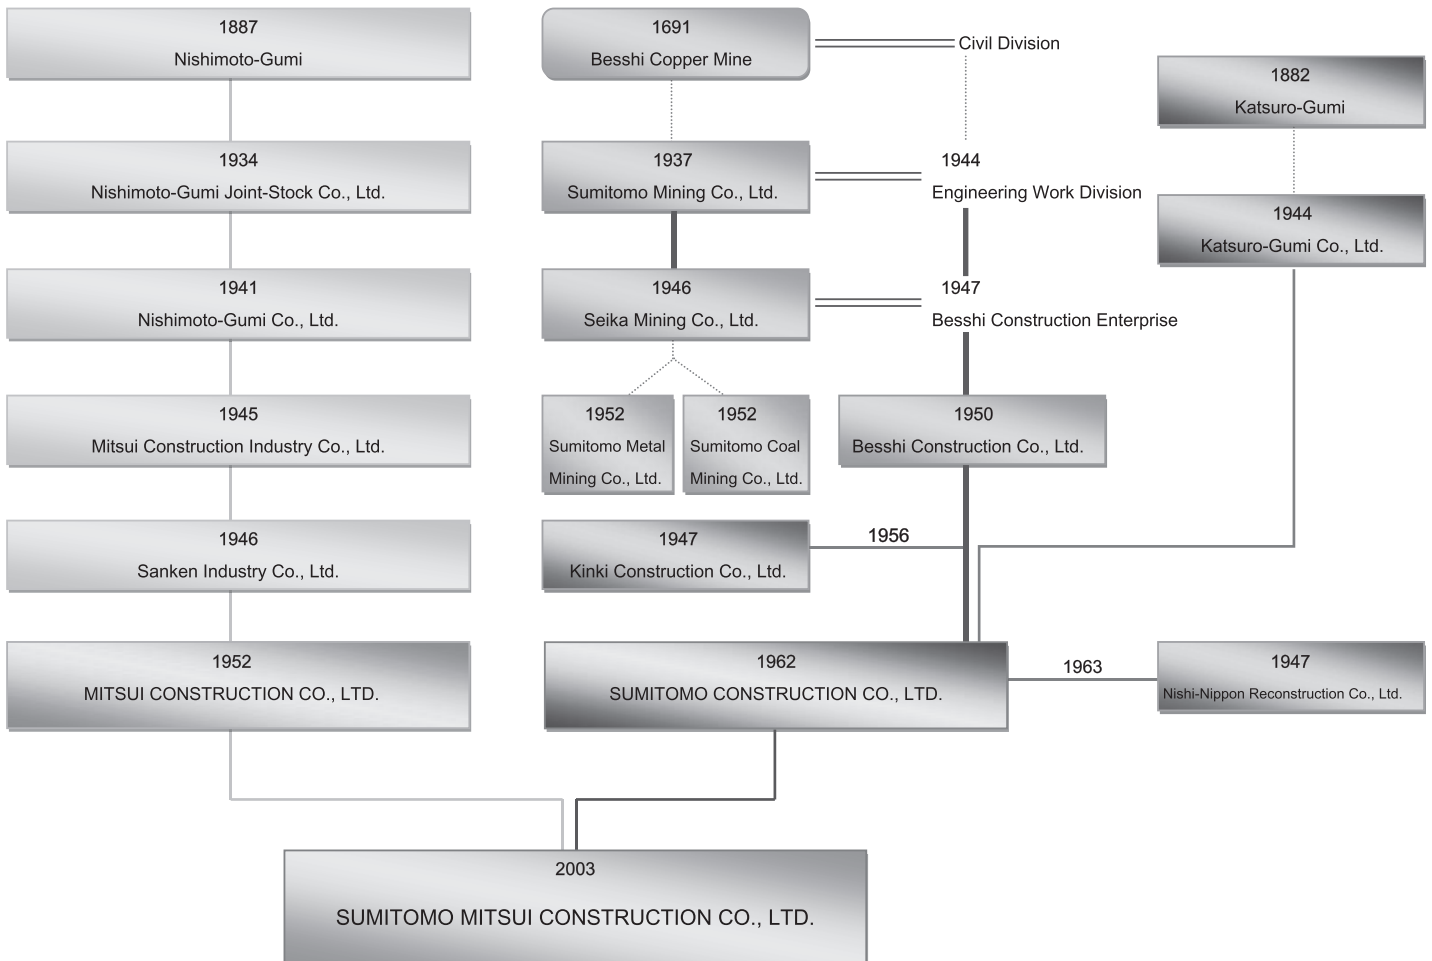 1887
Nishimoto-Gumi
1934
Nishimoto-Gumi Joint-Stock Co., Ltd.
1941
Nishimoto-Gumi Co., Ltd.
1945
Mitsui Construction Industry Co., Ltd.
1946
Sanken Industry Co., Ltd.
1952
MITSUI CONSTRUCTION CO., LTD.
1691
Besshi Copper Mine
Civil Division
1937
Sumitomo Mining Co., Ltd.
1944
Engineering Work Division
1946
Seika Mining Co., Ltd.
1947
Besshi Construction Enterprise
1952
Sumitomo Metal
Mining Co., Ltd.
1952
Sumitomo Coal
Mining Co., Ltd.
1950
Besshi Construction Co., Ltd.
1947
Kinki Construction Co., Ltd.
1956
1882
Katsuro-Gumi
1944
Katsuro-Gumi Co., Ltd.
1962
SUMITOMO CONSTRUCTION CO., LTD.
1963
1947
Nishi-Nippon Reconstruction Co., Ltd.
2003
SUMITOMO MITSUI CONSTRUCTION CO., LTD.